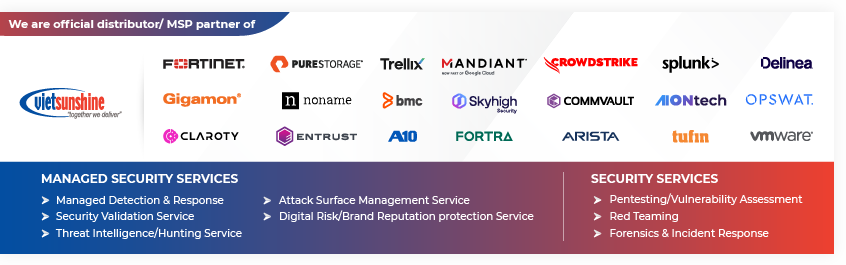 We are official distributor/ MSP partner of
vietsunshine
"together we deliver"
FORTINET
PURESTORAGE
Trellix
MANDIANT
NOW PART OF Google Cloud
CROWDSTRIKE
splunk>
Delinea
Gigamon
n noname
bmc
Skyhigh
Security
COMMVAULT
AIONtech
OPSWAT.
CLAROTY
ENTRUST
A10
FORTRA
ARISTA
tufin
vmware
MANAGED SECURITY SERVICES
Managed Detection & Response
Security Validation Service
Threat Intelligence/Hunting Service
Attack Surface Management Service
Digital Risk/Brand Reputation protection Service
SECURITY SERVICES
Pentesting/Vulnerability Assessment
Red Teaming
Forensics & Incident Response